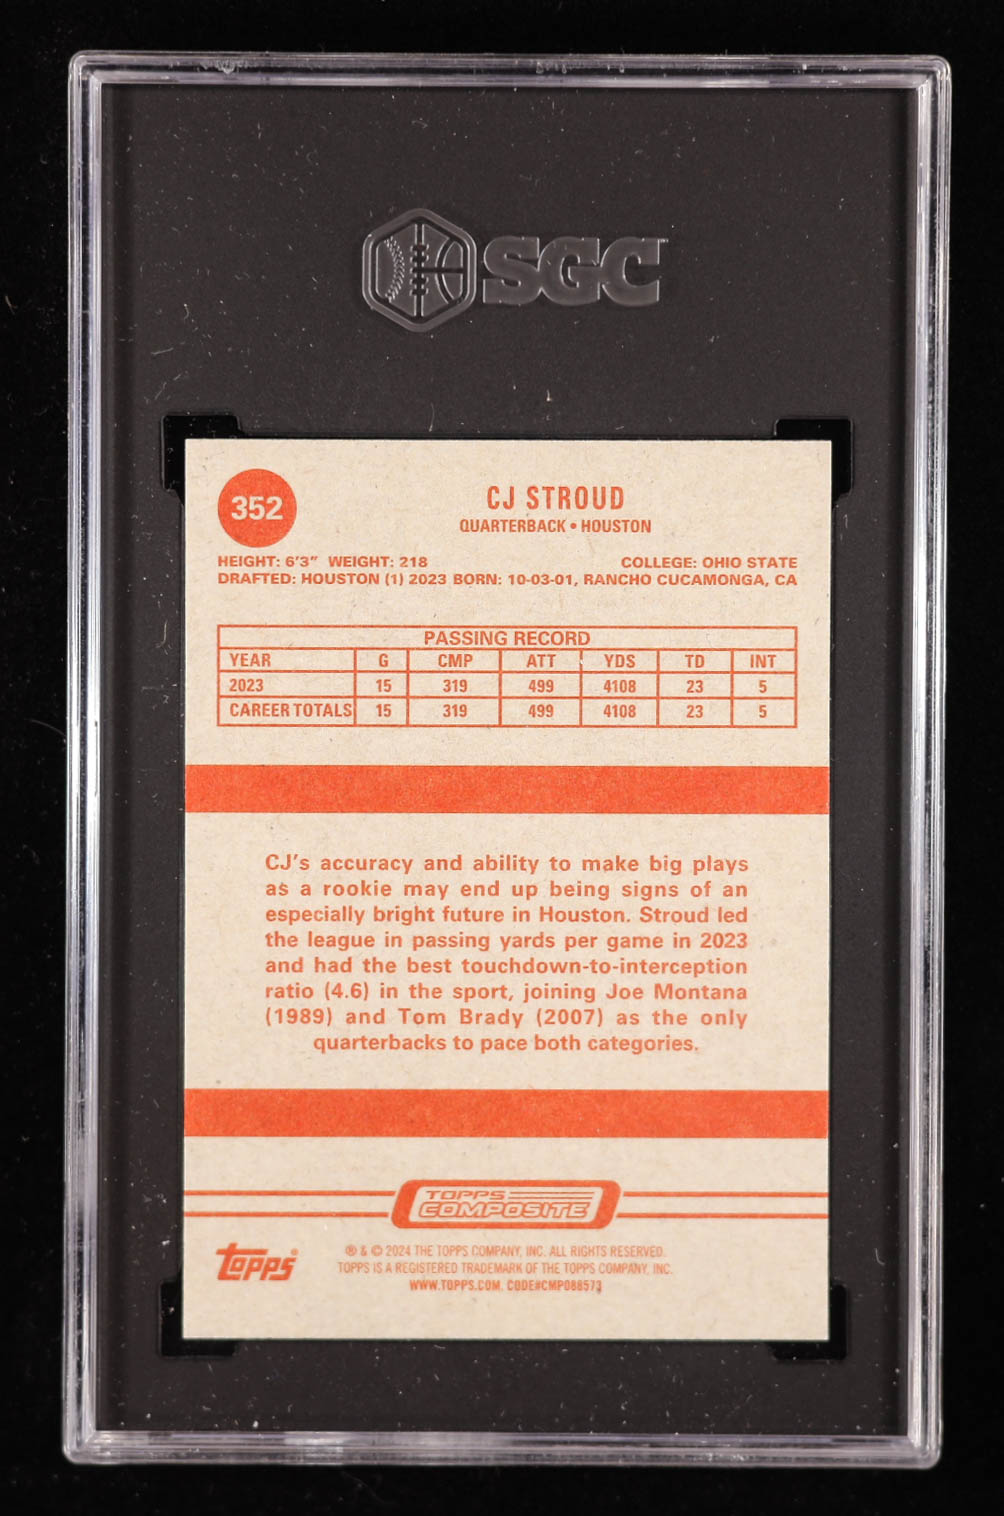 SGC
352
CJ STROUD
QUARTERBACK • HOUSTON
HEIGHT: 6'3" WEIGHT: 218 COLLEGE: OHIO STATE
DRAFTED: HOUSTON (1) 2023 BORN: 10-03-01, RANCHO CUCAMONGA, CA
PASSING RECORD
YEAR G CMP ATT YDS TD INT
2023 15 319 499 4108 23 5
CAREER TOTALS 15 319 499 4108 23 5
CJ's accuracy and ability to make big plays
as a rookie may end up being signs of an
especially bright future in Houston. Stroud led
the league in passing yards per game in 2023
and had the best touchdown-to-interception
ratio (4.6) in the sport, joining Joe Montana
(1989) and Tom Brady (2007) as the only
quarterbacks to pace both categories.
TOPPS
COMPOSITE
topps®
® & © 2024 THE TOPPS COMPANY, INC. ALL RIGHTS RESERVED.
TOPPS IS A REGISTERED TRADEMARK OF THE TOPPS COMPANY, INC.
WWW.TOPPS.COM. CODE#CMP088573